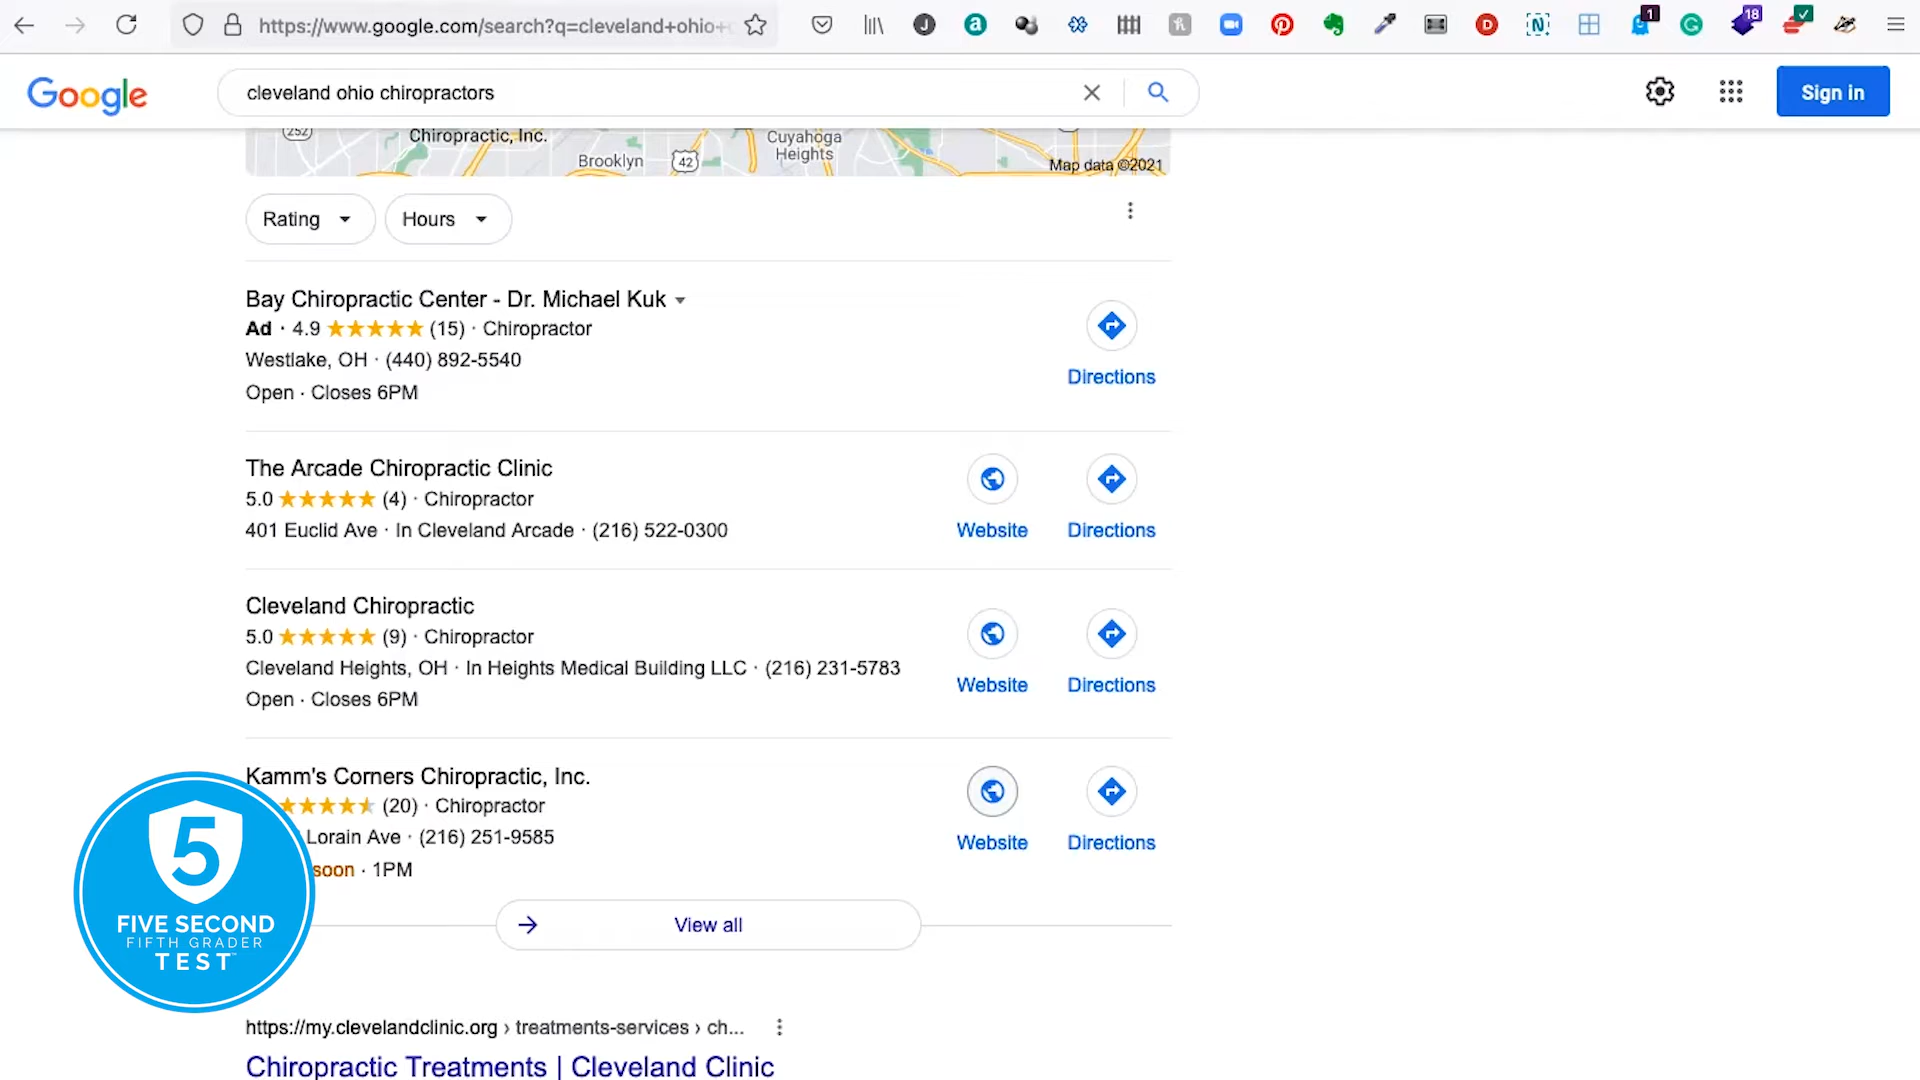 https://www.google.com/search?q=cleveland+ohio+
1
18
Google
cleveland ohio chiropractors
Sign in
252
Chiropractic, Inc.
Brooklyn
42
Cuyahoga
Heights
Map data ©2021
Rating
Hours
Bay Chiropractic Center - Dr. Michael Kuk
Ad · 4.9 (15) · Chiropractor
Westlake, OH · (440) 892-5540
Open · Closes 6PM
Directions
The Arcade Chiropractic Clinic
5.0 (4) · Chiropractor
401 Euclid Ave · In Cleveland Arcade · (216) 522-0300
Website
Directions
Cleveland Chiropractic
5.0 (9) · Chiropractor
Cleveland Heights, OH · In Heights Medical Building LLC · (216) 231-5783
Open · Closes 6PM
Website
Directions
Kamm's Corners Chiropractic, Inc.
(20) · Chiropractor
Lorain Ave · (216) 251-9585
soon · 1PM
Website
Directions
View all
5
FIVE SECOND
FIFTH GRADER
TEST
https://my.clevelandclinic.org › treatments-services › ch...
Chiropractic Treatments | Cleveland Clinic